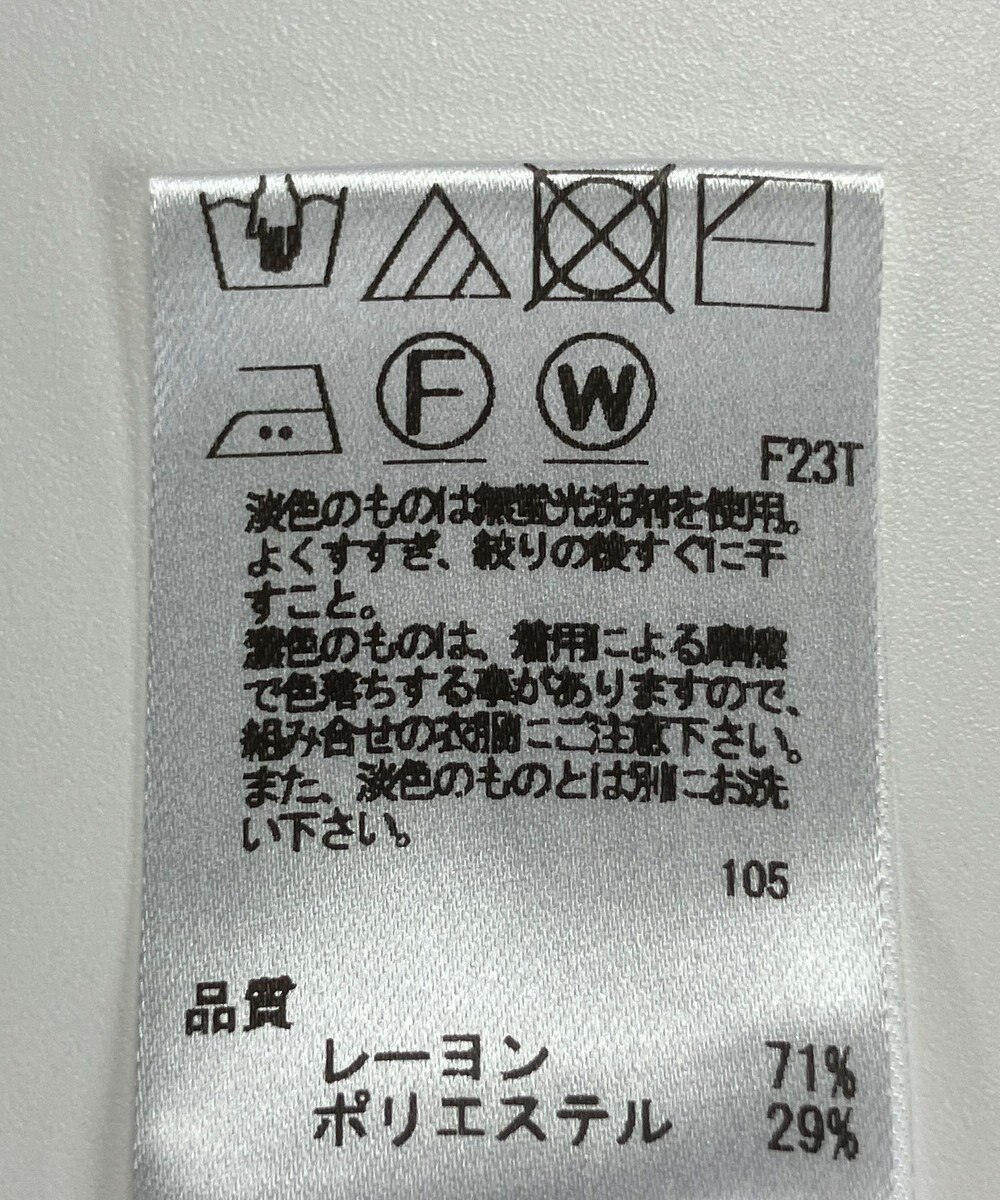 F
W
F23T
淡色のものは無蛍光洗剤を使用。
よくすすぎ、絞りの後すぐに干
すこと。
濃色のものは、着用による摩擦
で色落ちする事がありますので、
組み合せの衣服にご注意下さい。
また、淡色のものとは別にお洗
い下さい。
105
品質
レーヨン 71%
ポリエステル 29%